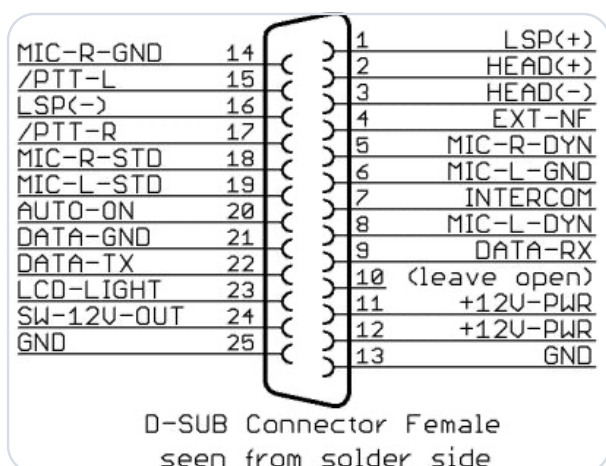 1 LSP(+)
MIC-R-GND 14
2 HEAD(+)
/PTT-L 15
3 HEAD(-)
LSP(-) 16
4 EXT-NF
/PTT-R 17
5 MIC-R-DYN
MIC-R-STD 18
6 MIC-L-GND
MIC-L-STD 19
7 INTERCOM
AUTO-ON 20
8 MIC-L-DYN
DATA-GND 21
9 DATA-RX
DATA-TX 22
10 (leave open)
LCD-LIGHT 23
11 +12V-PWR
SW-12V-OUT 24
12 +12V-PWR
GND 25
13 GND
D-SUB Connector Female
seen from solder side